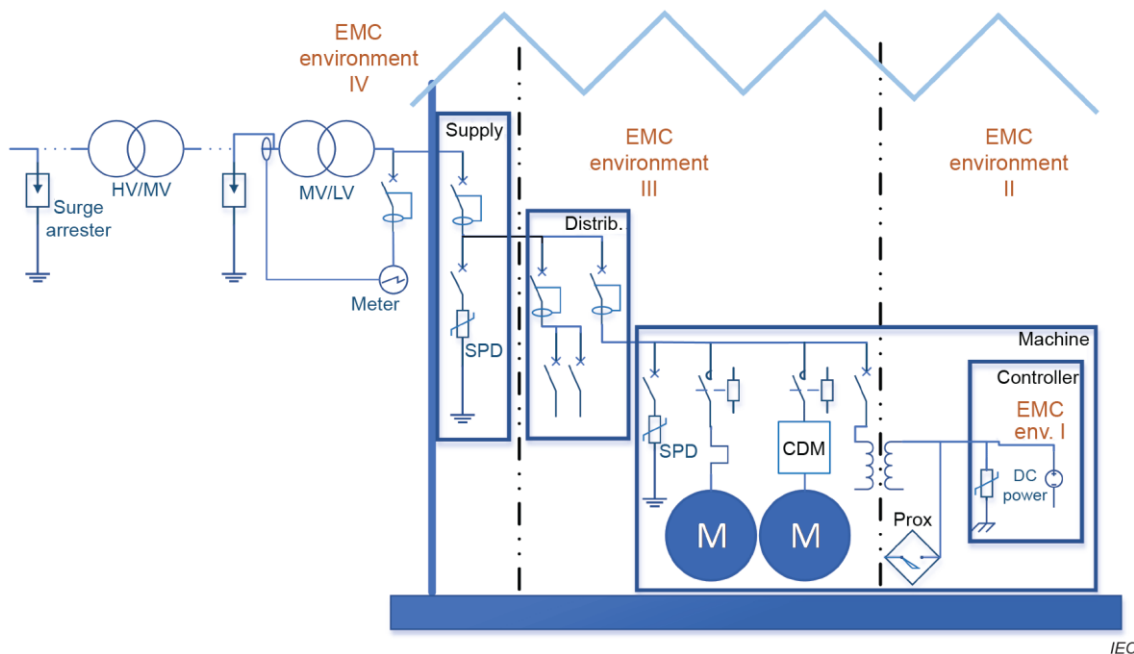 EMC
environment
IV
Supply
EMC
environment
III
EMC
environment
II
HV/MV
MV/LV
Surge
arrester
Distrib.
Meter
SPD
Machine
Controller
EMC
env. I
SPD
CDM
DC
power
Prox
M
M
IEC